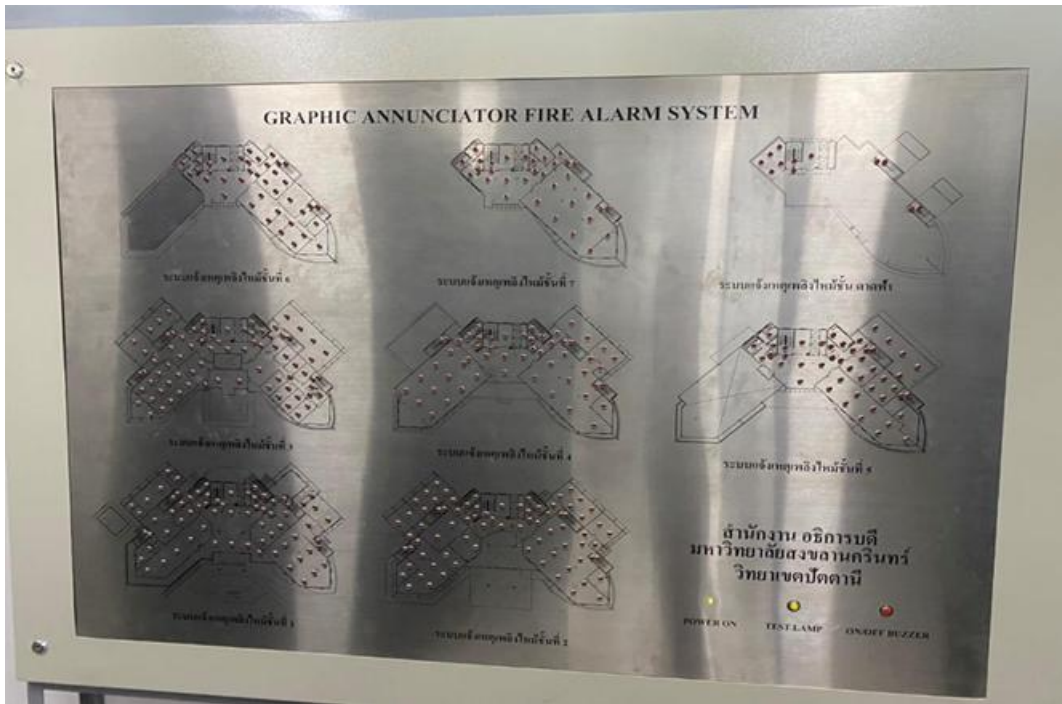 GRAPHIC ANNUNCIATOR FIRE ALARM SYSTEM
ระบบแจ้งเหตุเพลิงไหม้ชั้นที่ 6
ระบบแจ้งเหตุเพลิงไหม้ชั้นที่ 7
ระบบแจ้งเหตุเพลิงไหม้ชั้น ดาดฟ้า
ระบบแจ้งเหตุเพลิงไหม้ชั้นที่ 3
ระบบแจ้งเหตุเพลิงไหม้ชั้นที่ 4
ระบบแจ้งเหตุเพลิงไหม้ชั้นที่ 5
ระบบแจ้งเหตุเพลิงไหม้ชั้นที่ 1
ระบบแจ้งเหตุเพลิงไหม้ชั้นที่ 2
สำนักงาน อธิการบดี
มหาวิทยาลัยสงขลานครินทร์
วิทยาเขตปัตตานี
POWER ON TEST.LAMP ON/OFF BUZZER